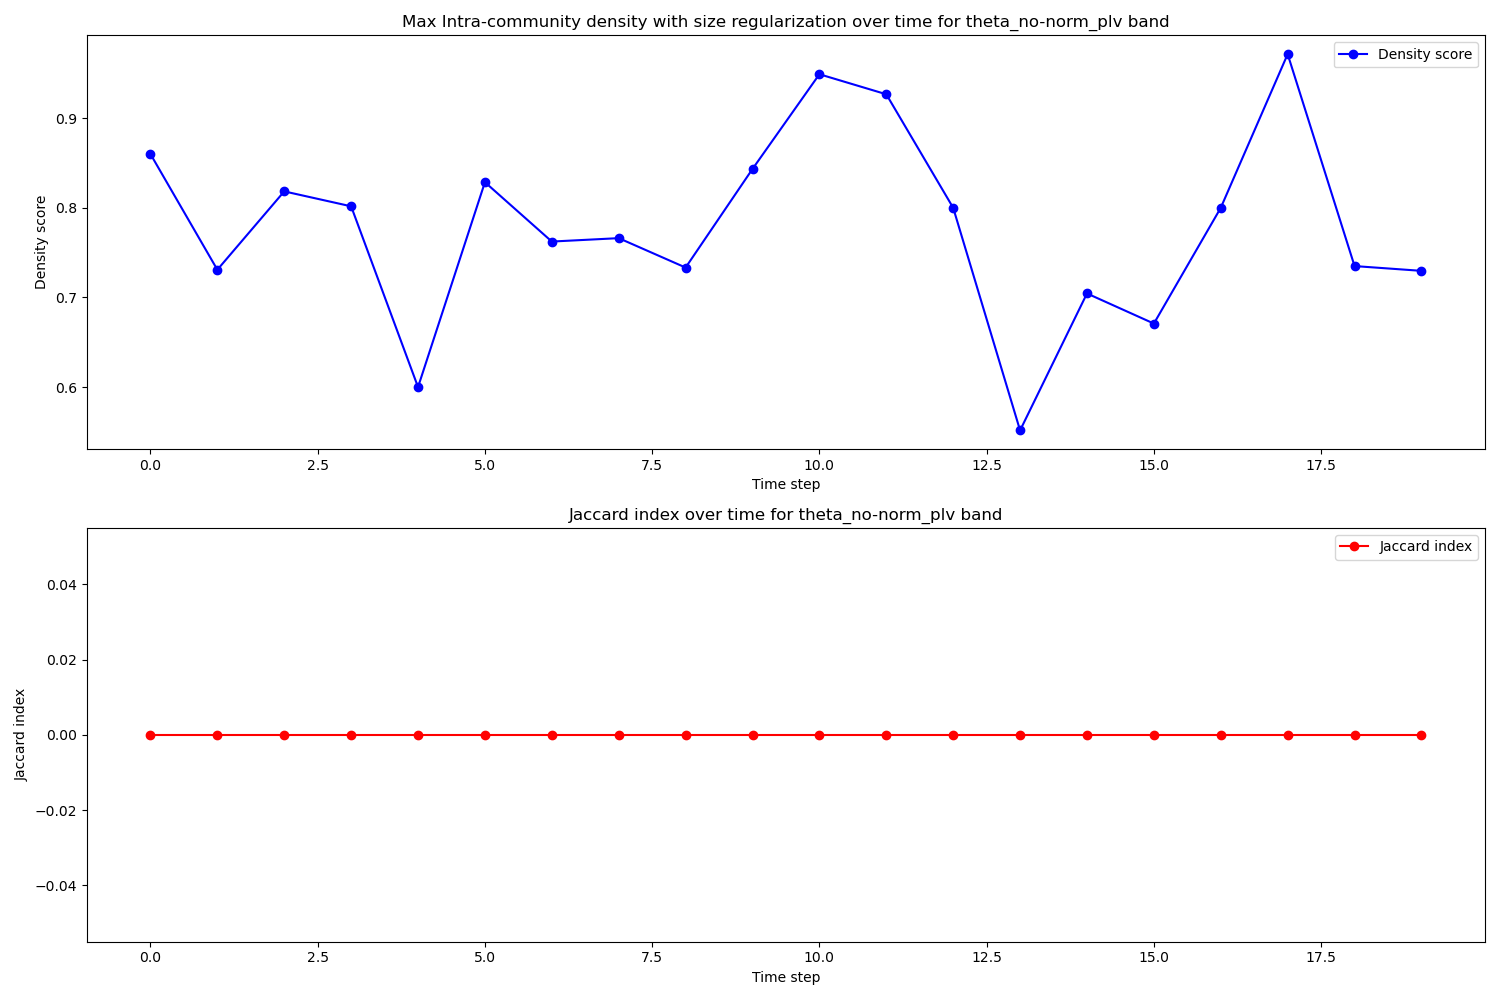 Max Intra-community density with size regularization over time for theta_no-norm_plv band
Density score
Density score
0.9
0.8
0.7
0.6
0.0 2.5 5.0 7.5 10.0 12.5 15.0 17.5
Time step
Jaccard index over time for theta_no-norm_plv band
Jaccard index
Jaccard index
0.04
0.02
0.00
−0.02
−0.04
0.0 2.5 5.0 7.5 10.0 12.5 15.0 17.5
Time step